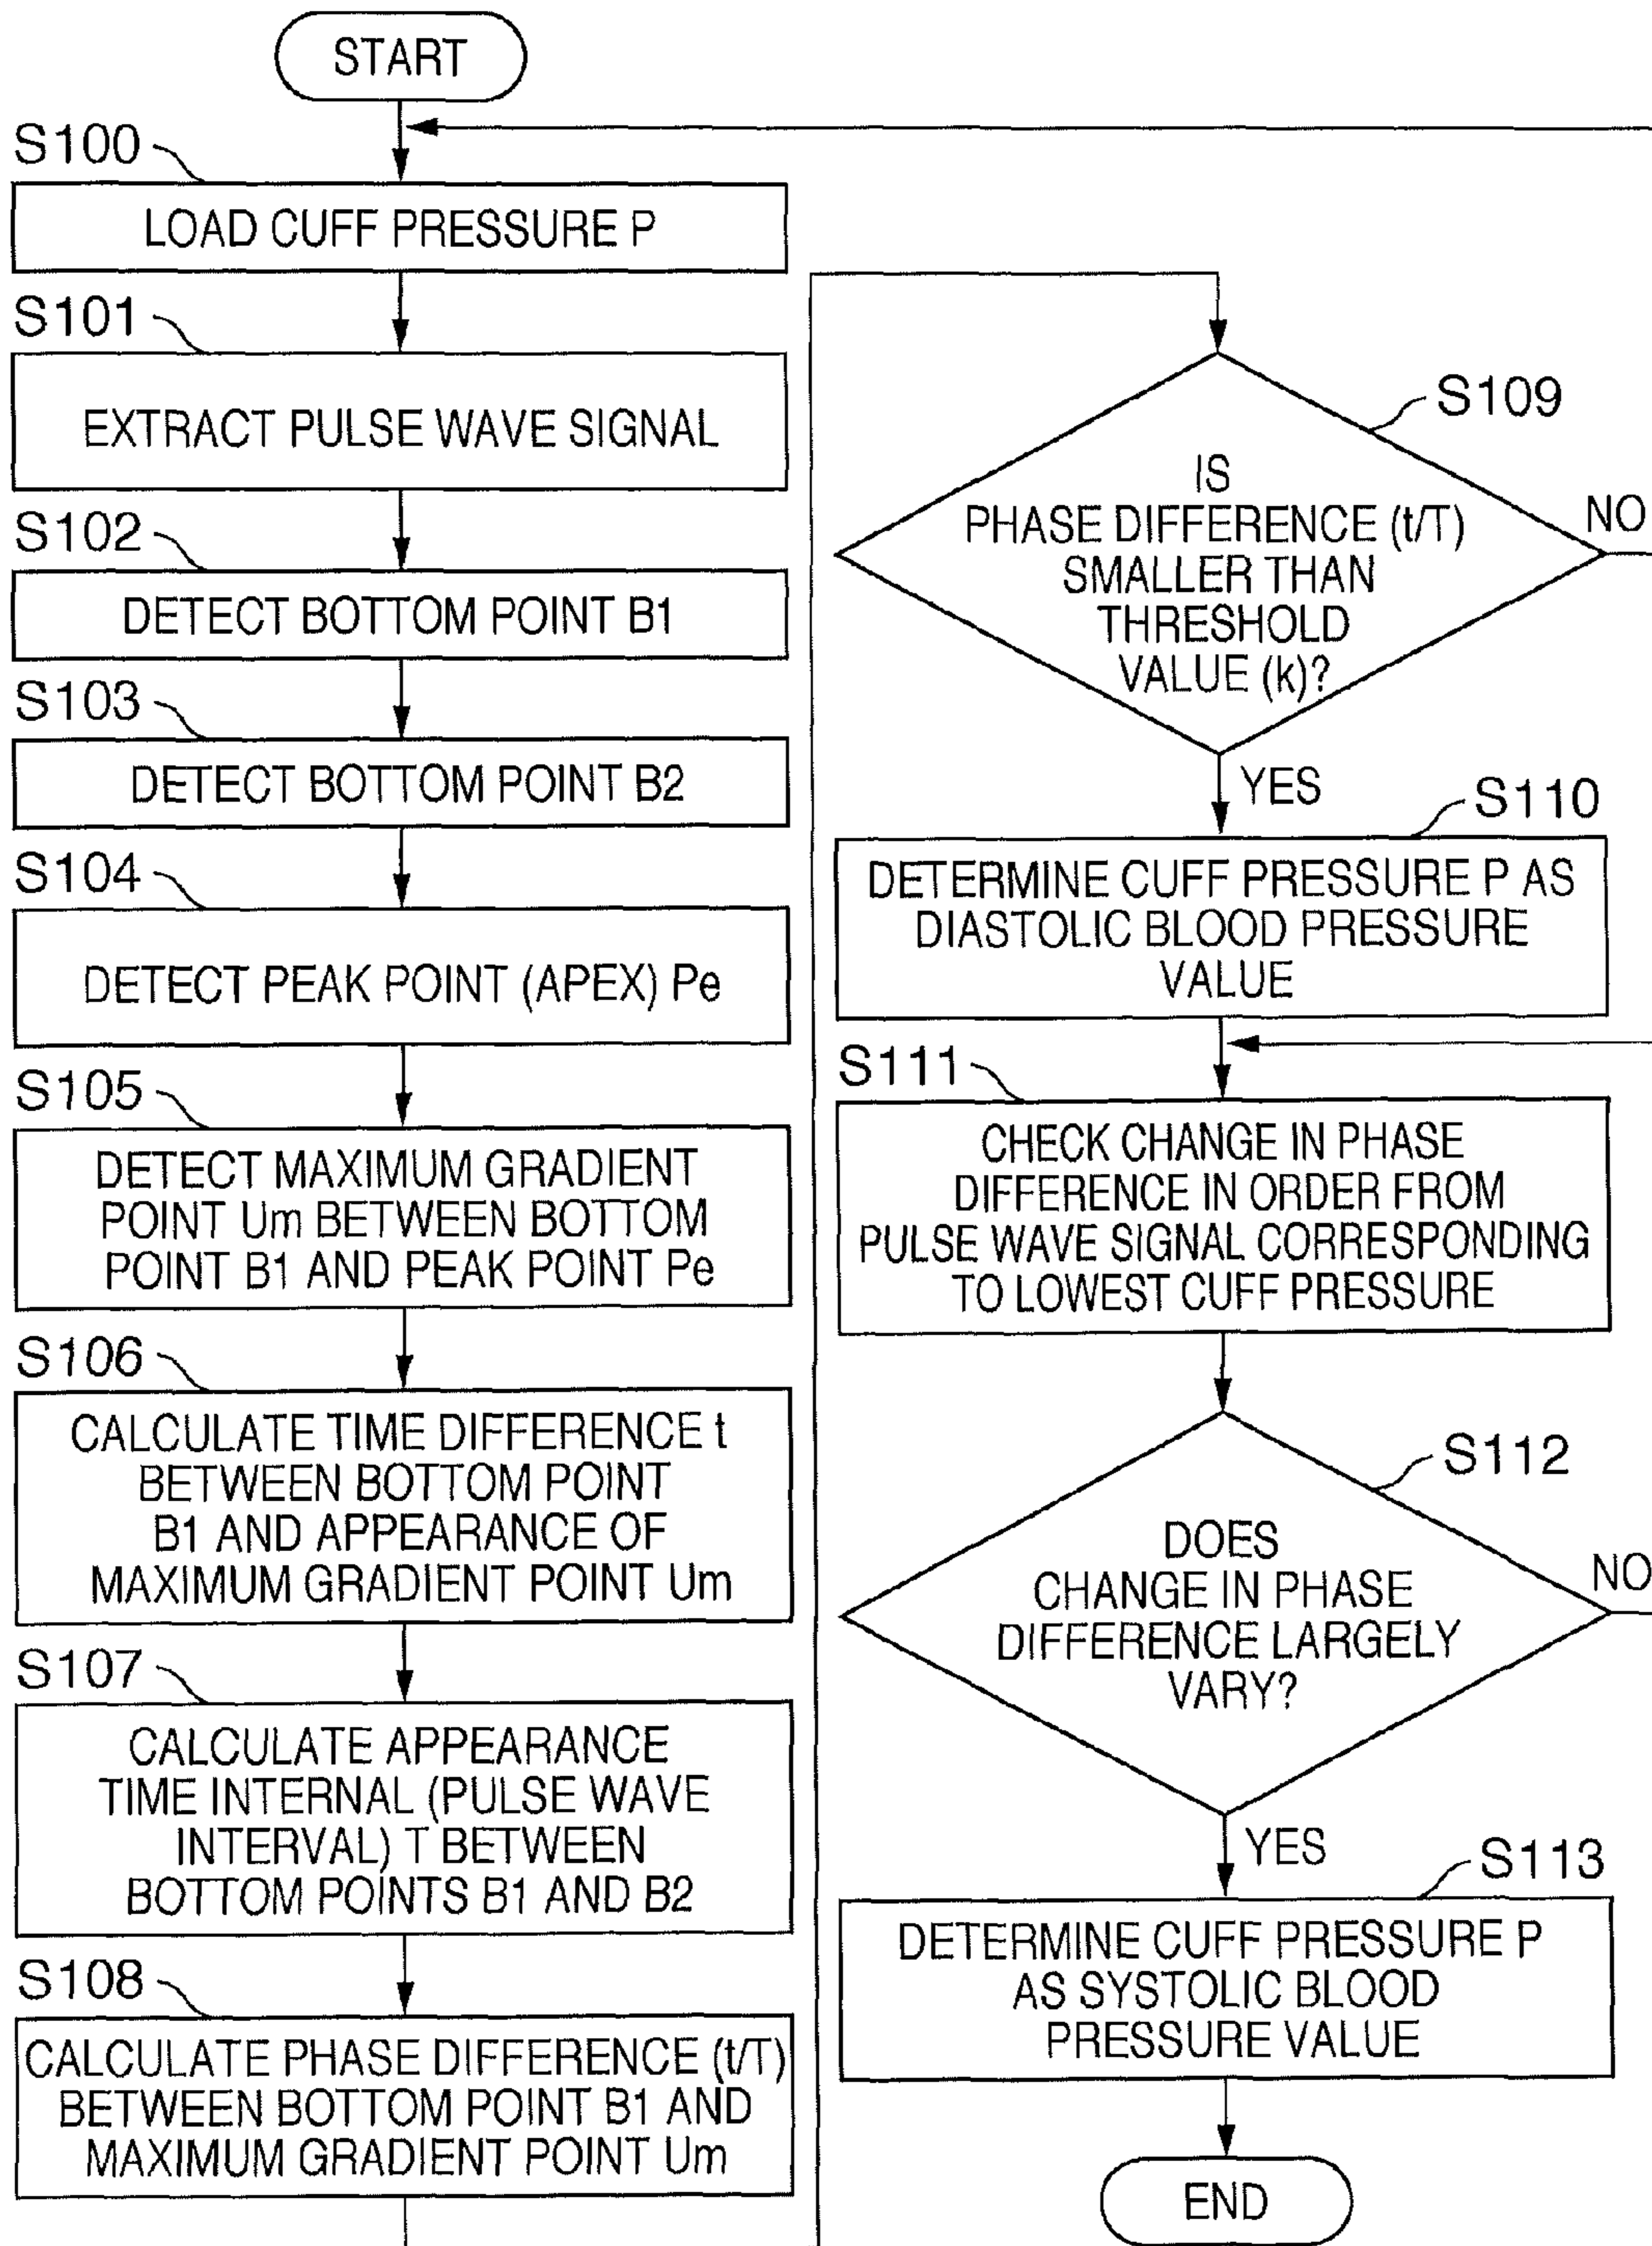 START
S100
LOAD CUFF PRESSURE P
S101
EXTRACT PULSE WAVE SIGNAL
S102
DETECT BOTTOM POINT B1
S103
DETECT BOTTOM POINT B2
S104
DETECT PEAK POINT (APEX) Pe
S105
DETECT MAXIMUM GRADIENT
POINT Um BETWEEN BOTTOM
POINT B1 AND PEAK POINT Pe
S106
CALCULATE TIME DIFFERENCE t
BETWEEN BOTTOM POINT
B1 AND APPEARANCE OF
MAXIMUM GRADIENT POINT Um
S107
CALCULATE APPEARANCE
TIME INTERNAL (PULSE WAVE
INTERVAL) T BETWEEN
BOTTOM POINTS B1 AND B2
S108
CALCULATE PHASE DIFFERENCE (t/T)
BETWEEN BOTTOM POINT B1 AND
MAXIMUM GRADIENT POINT Um
S109
IS
PHASE DIFFERENCE (t/T)
SMALLER THAN
THRESHOLD
VALUE (k)?
NO
YES
S110
DETERMINE CUFF PRESSURE P AS
DIASTOLIC BLOOD PRESSURE
VALUE
S111
CHECK CHANGE IN PHASE
DIFFERENCE IN ORDER FROM
PULSE WAVE SIGNAL CORRESPONDING
TO LOWEST CUFF PRESSURE
S112
DOES
CHANGE IN PHASE
DIFFERENCE LARGELY
VARY?
NO
YES
S113
DETERMINE CUFF PRESSURE P
AS SYSTOLIC BLOOD
PRESSURE VALUE
END